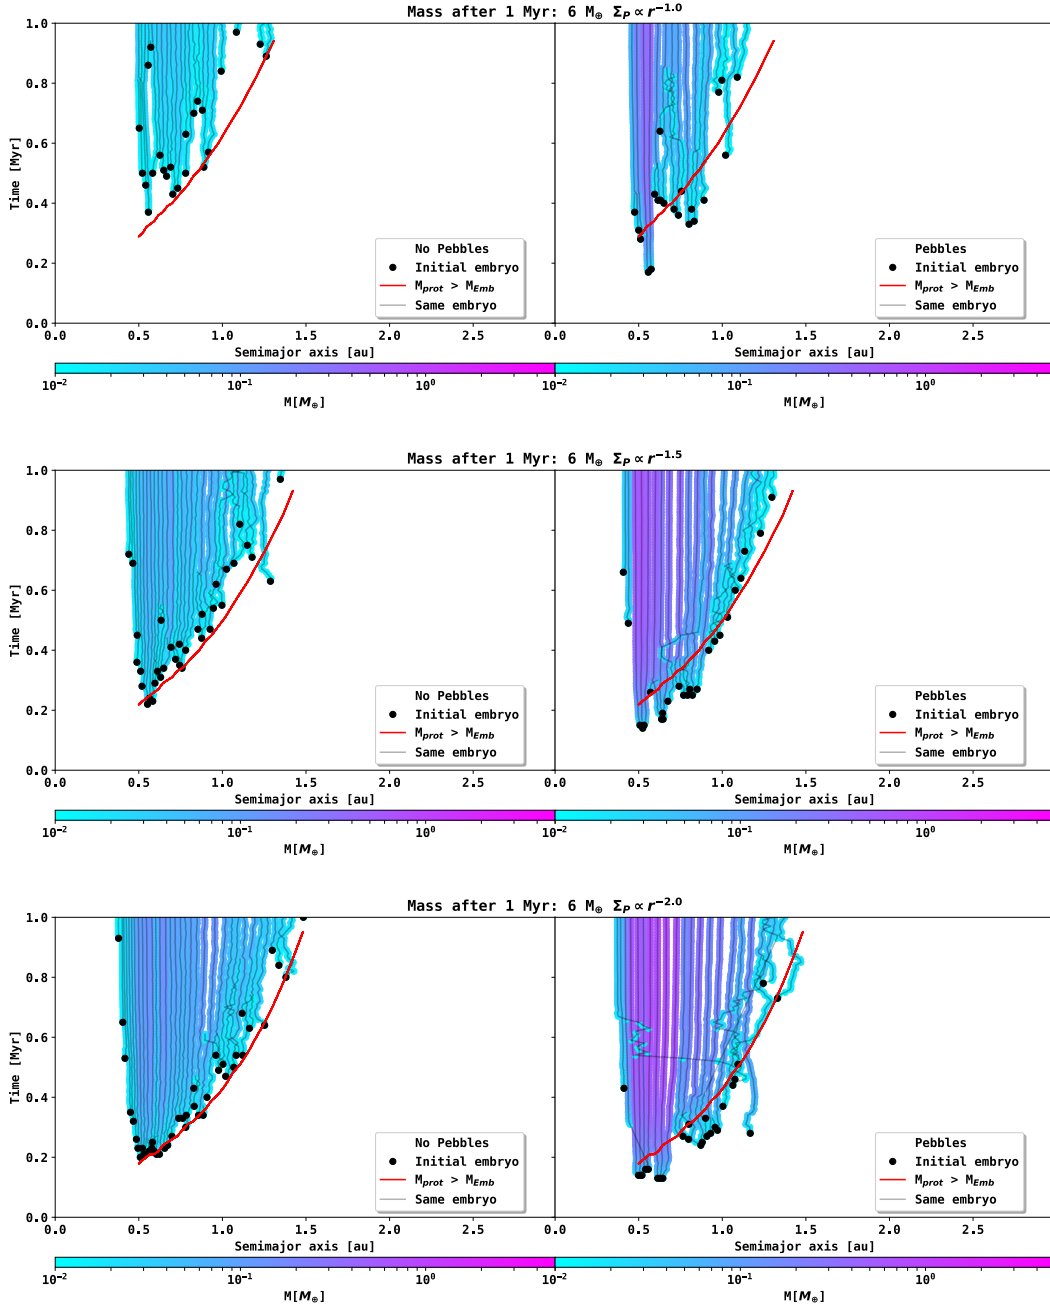 Mass after 1 Myr: 6 M⊕ Σ_P ∝ r^−1.0
1.0
0.8
0.6
0.4
0.2
0.0
Time [Myr]
No Pebbles
Initial embryo
M_prot > M_Emb
Same embryo
Pebbles
Initial embryo
M_prot > M_Emb
Same embryo
0.0 0.5 1.0 1.5 2.0 2.5 0.0 0.5 1.0 1.5 2.0 2.5
Semimajor axis [au] Semimajor axis [au]
10^−2 10^−1 10^0 10^−2 10^−1 10^0
M[M⊕] M[M⊕]
Mass after 1 Myr: 6 M⊕ Σ_P ∝ r^−1.5
1.0
0.8
0.6
0.4
0.2
0.0
Time [Myr]
No Pebbles
Initial embryo
M_prot > M_Emb
Same embryo
Pebbles
Initial embryo
M_prot > M_Emb
Same embryo
0.0 0.5 1.0 1.5 2.0 2.5 0.0 0.5 1.0 1.5 2.0 2.5
Semimajor axis [au] Semimajor axis [au]
10^−2 10^−1 10^0 10^−2 10^−1 10^0
M[M⊕] M[M⊕]
Mass after 1 Myr: 6 M⊕ Σ_P ∝ r^−2.0
1.0
0.8
0.6
0.4
0.2
0.0
Time [Myr]
No Pebbles
Initial embryo
M_prot > M_Emb
Same embryo
Pebbles
Initial embryo
M_prot > M_Emb
Same embryo
0.0 0.5 1.0 1.5 2.0 2.5 0.0 0.5 1.0 1.5 2.0 2.5
Semimajor axis [au] Semimajor axis [au]
10^−2 10^−1 10^0 10^−2 10^−1 10^0
M[M⊕] M[M⊕]